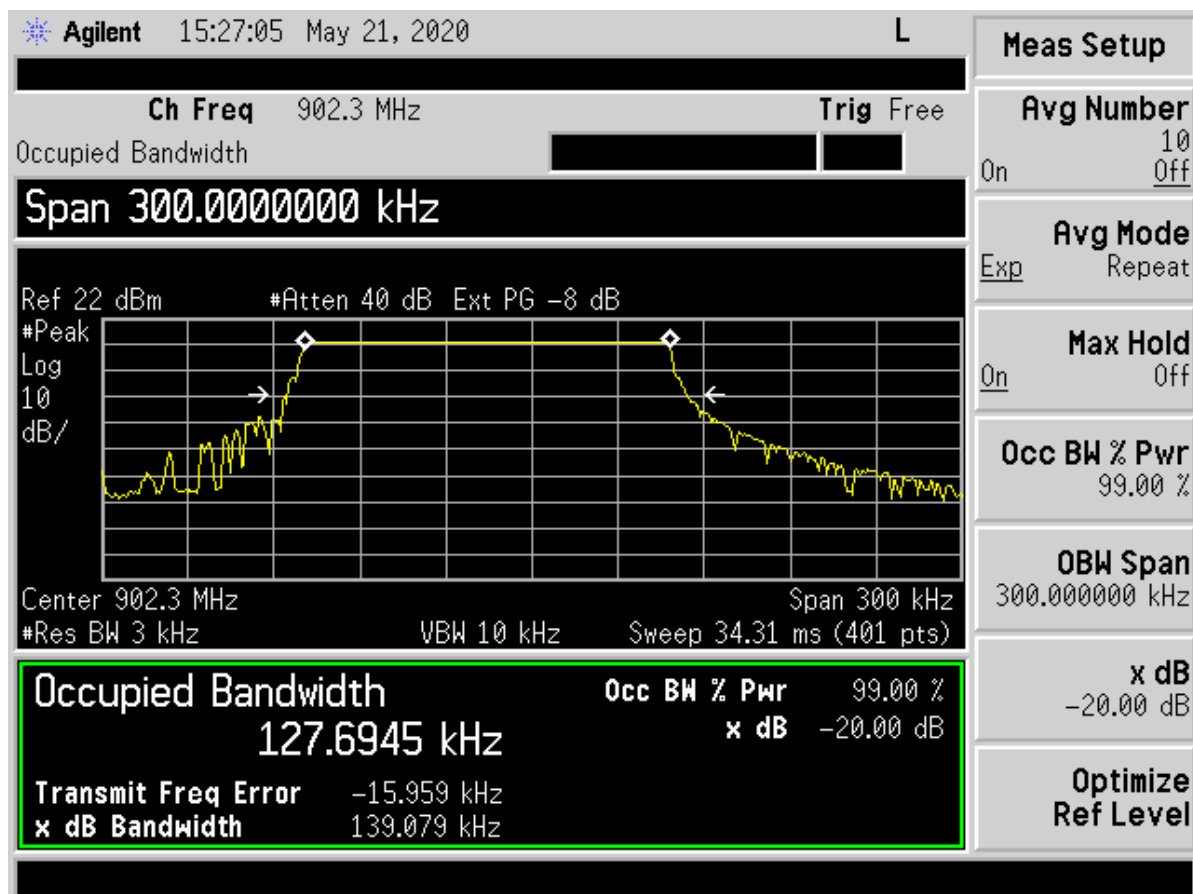 Agilent 15:27:05 May 21, 2020 L
Meas Setup
Ch Freq 902.3 MHz Trig Free
Occupied Bandwidth
Avg Number
10
On Off
Span 300.0000000 kHz
Avg Mode
Exp Repeat
Ref 22 dBm #Atten 40 dB Ext PG -8 dB
#Peak
Log
10
dB/
Max Hold
On Off
Occ BW % Pwr
99.00 %
OBW Span
300.000000 kHz
Center 902.3 MHz Span 300 kHz
#Res BW 3 kHz VBW 10 kHz Sweep 34.31 ms (401 pts)
x dB
-20.00 dB
Occupied Bandwidth Occ BW % Pwr 99.00 %
127.6945 kHz x dB -20.00 dB
Transmit Freq Error -15.959 kHz
x dB Bandwidth 139.079 kHz
Optimize
Ref Level